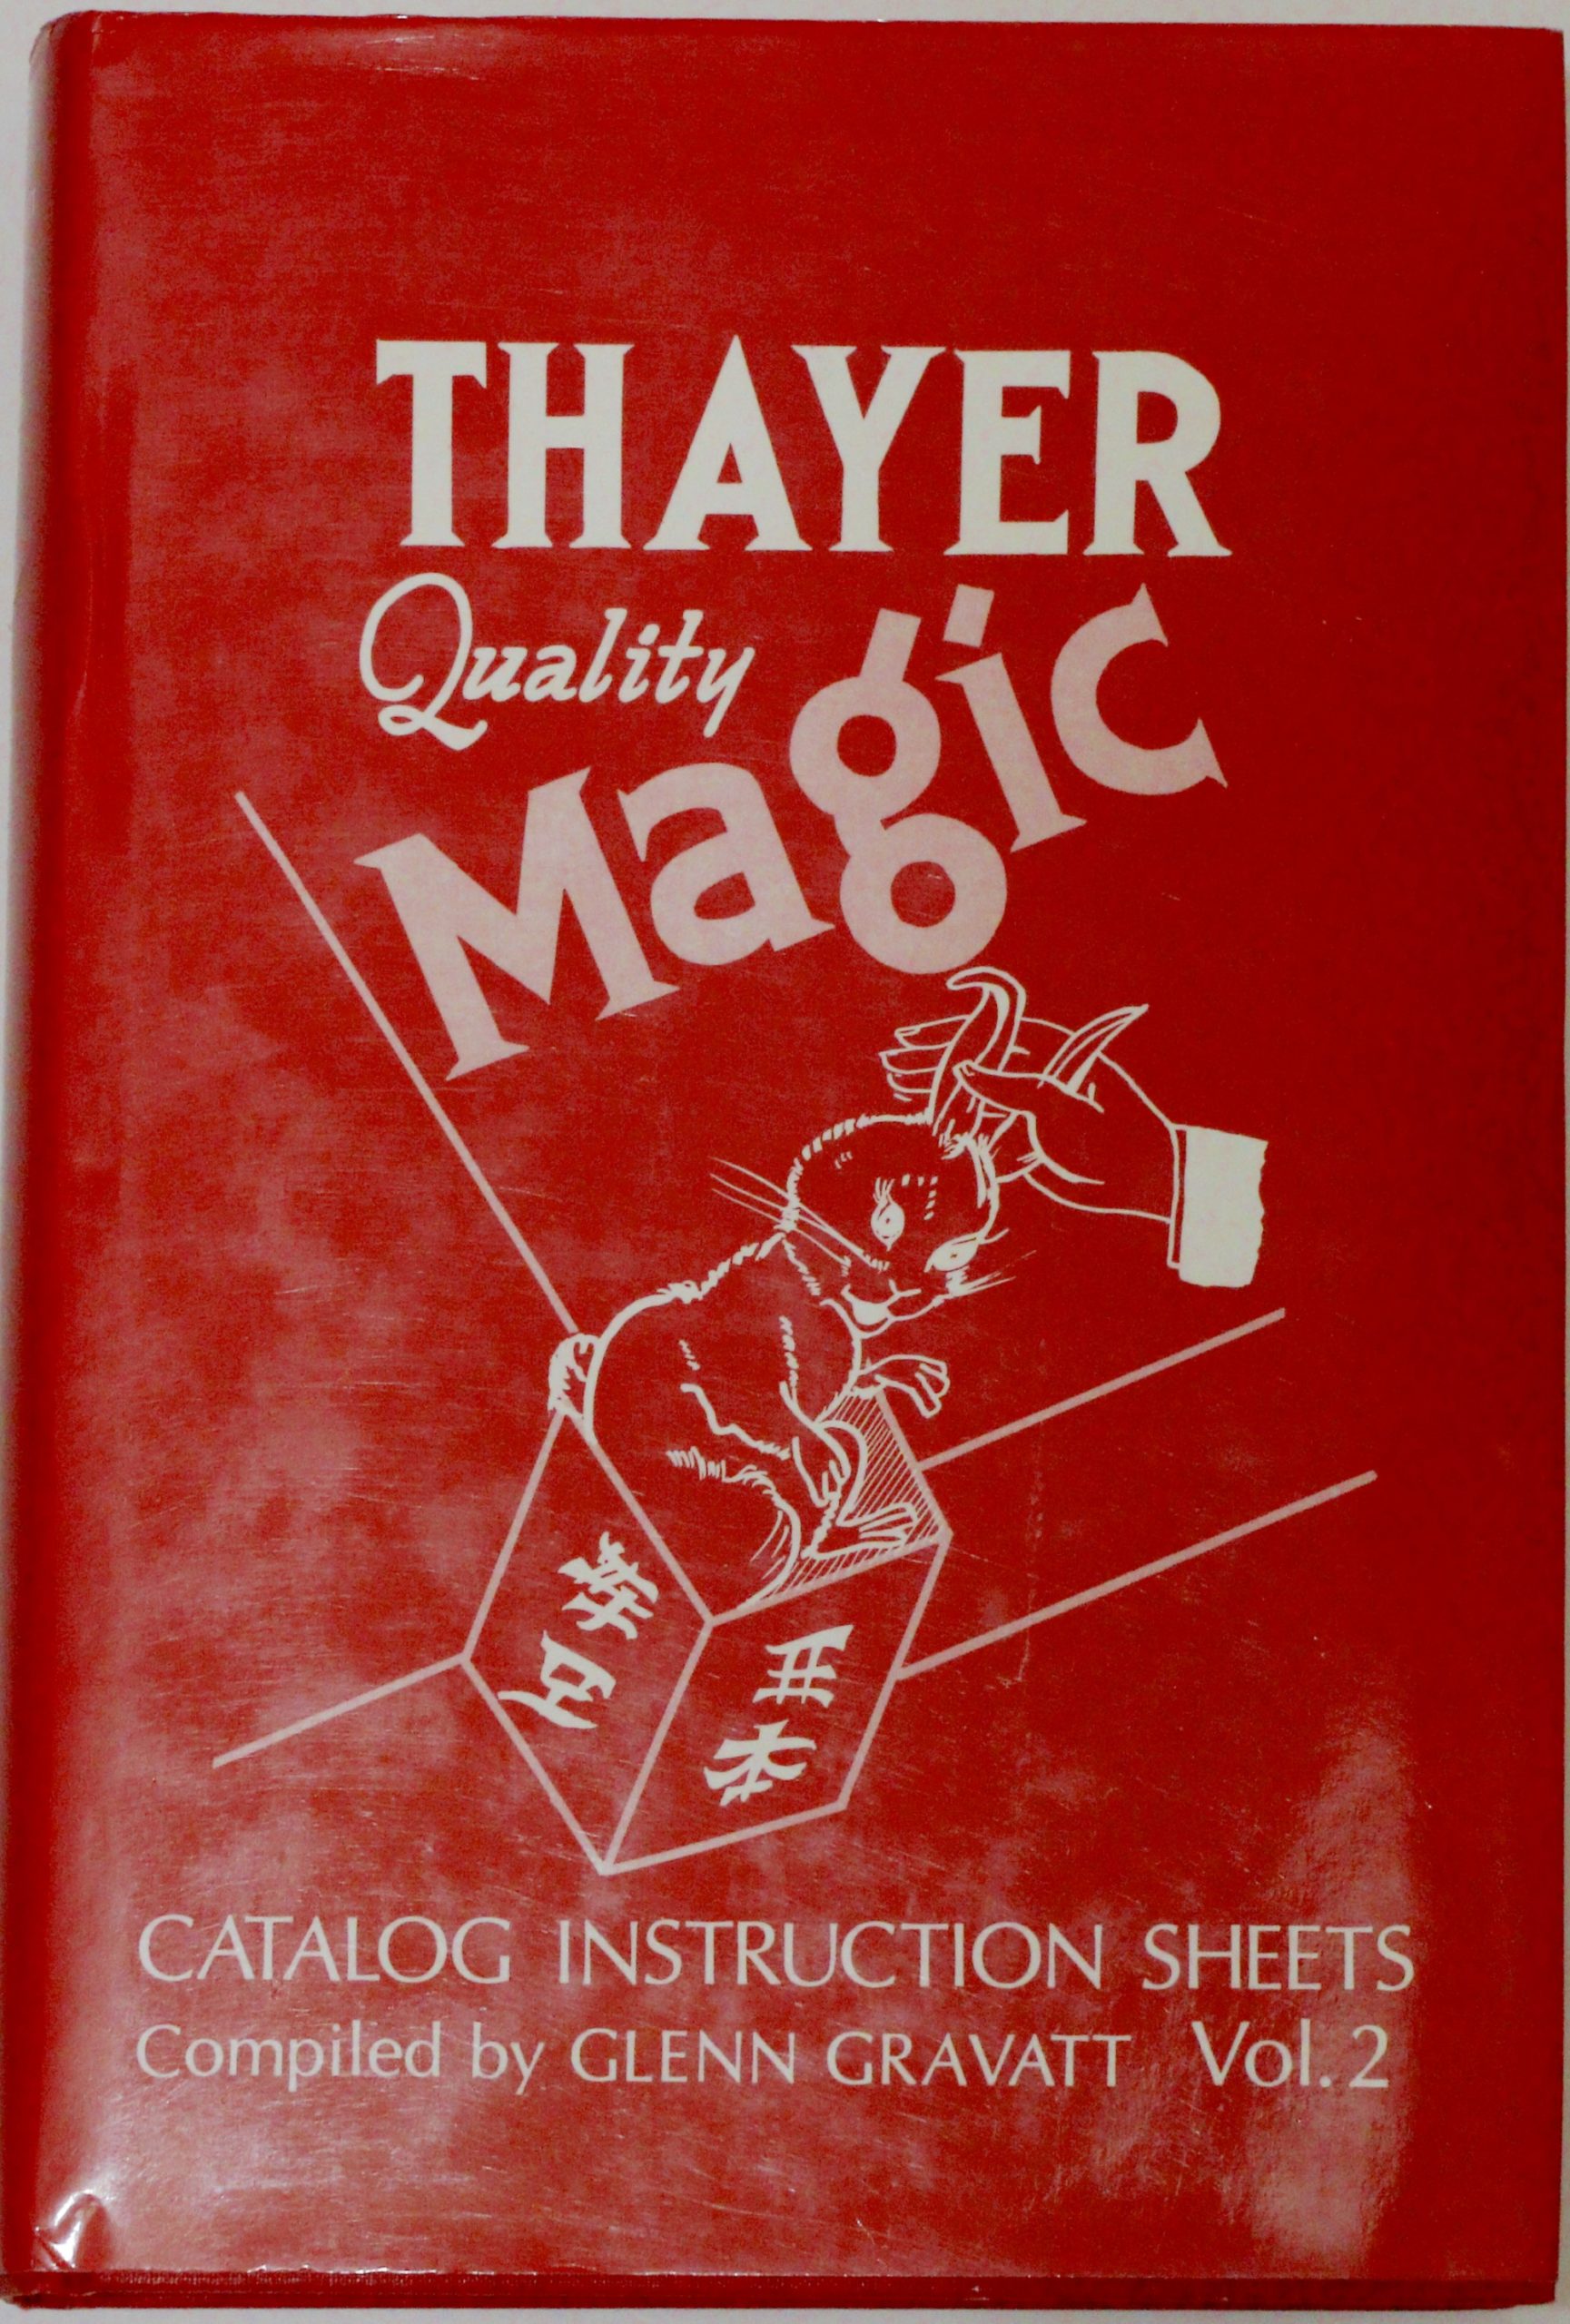 THAYER
Quality
Magic
CATALOG INSTRUCTION SHEETS
Compiled by GLENN GRAVATT Vol. 2